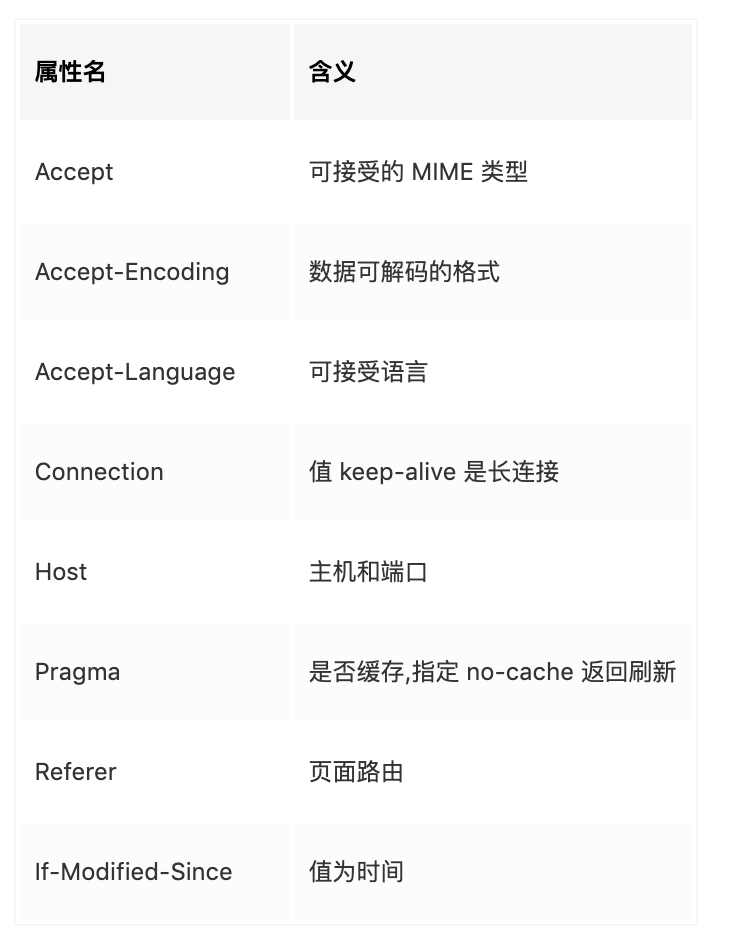 属性名 含义
Accept 可接受的 MIME 类型
Accept-Encoding 数据可解码的格式
Accept-Language 可接受语言
Connection 值 keep-alive 是长连接
Host 主机和端口
Pragma 是否缓存,指定 no-cache 返回刷新
Referer 页面路由
If-Modified-Since 值为时间